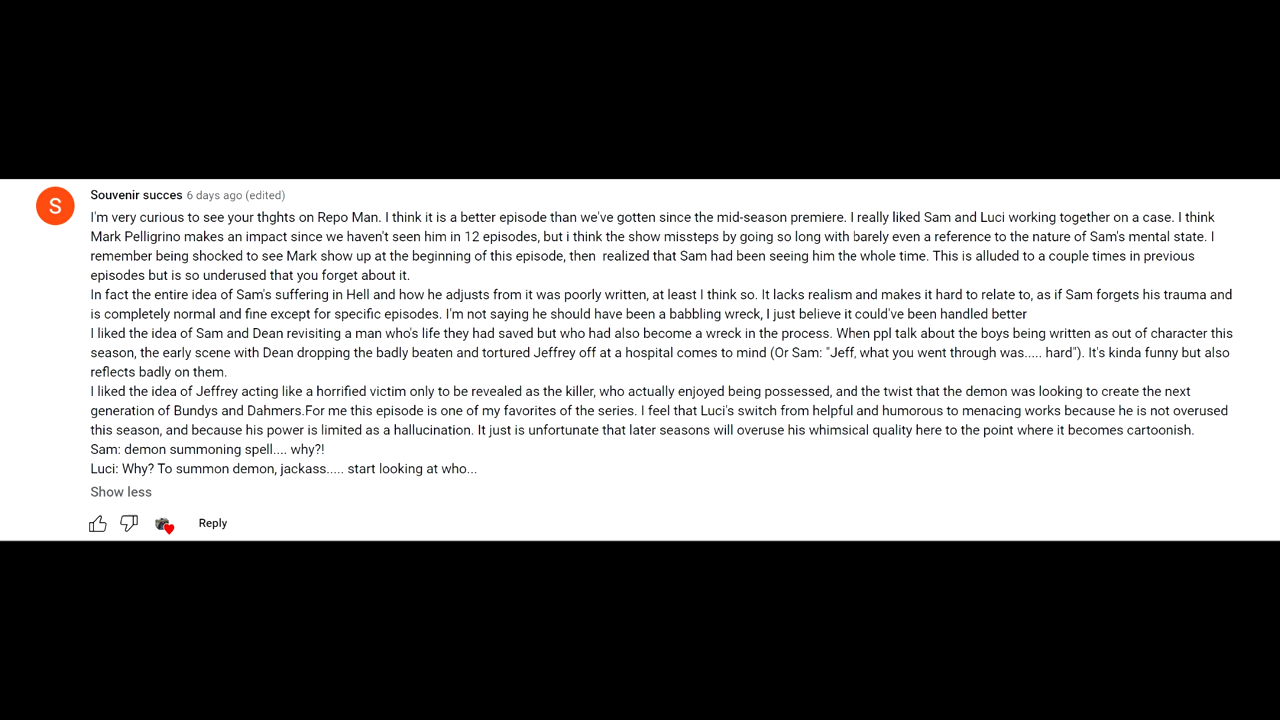 S
Souvenir succes 6 days ago (edited)
I'm very curious to see your thghts on Repo Man. I think it is a better episode than we've gotten since the mid-season premiere. I really liked Sam and Luci working together on a case. I think
Mark Pelligrino makes an impact since we haven't seen him in 12 episodes, but i think the show missteps by going so long with barely even a reference to the nature of Sam's mental state. I
remember being shocked to see Mark show up at the beginning of this episode, then  realized that Sam had been seeing him the whole time. This is alluded to a couple times in previous
episodes but is so underused that you forget about it.
In fact the entire idea of Sam's suffering in Hell and how he adjusts from it was poorly written, at least I think so. It lacks realism and makes it hard to relate to, as if Sam forgets his trauma and
is completely normal and fine except for specific episodes. I'm not saying he should have been a babbling wreck, I just believe it could've been handled better
I liked the idea of Sam and Dean revisiting a man who's life they had saved but who had also become a wreck in the process. When ppl talk about the boys being written as out of character this
season, the early scene with Dean dropping the badly beaten and tortured Jeffrey off at a hospital comes to mind (Or Sam: "Jeff, what you went through was..... hard"). It's kinda funny but also
reflects badly on them.
I liked the idea of Jeffrey acting like a horrified victim only to be revealed as the killer, who actually enjoyed being possessed, and the twist that the demon was looking to create the next
generation of Bundys and Dahmers.For me this episode is one of my favorites of the series. I feel that Luci's switch from helpful and humorous to menacing works because he is not overused
this season, and because his power is limited as a hallucination. It just is unfortunate that later seasons will overuse his whimsical quality here to the point where it becomes cartoonish.
Sam: demon summoning spell.... why?!
Luci: Why? To summon demon, jackass..... start looking at who...
Show less
Reply